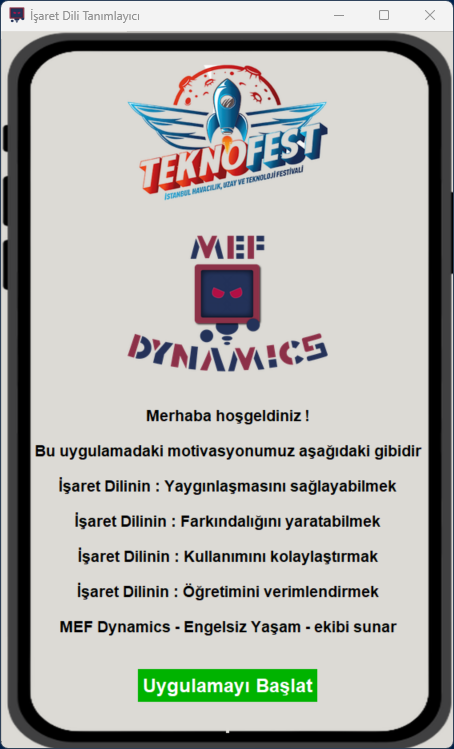 İşaret Dili Tanımlayıcı
TEKNOFEST
İSTANBUL HAVACILIK, UZAY VE TEKNOLOJİ FESTİVALİ
MEF
DYNAMICS
Merhaba hoşgeldiniz !
Bu uygulamadaki motivasyonumuz aşağıdaki gibidir
İşaret Dilinin : Yaygınlaşmasını sağlayabilmek
İşaret Dilinin : Farkındalığını yaratabilmek
İşaret Dilinin : Kullanımını kolaylaştırmak
İşaret Dilinin : Öğretimini verimlendirmek
MEF Dynamics - Engelsiz Yaşam - ekibi sunar
Uygulamayı Başlat